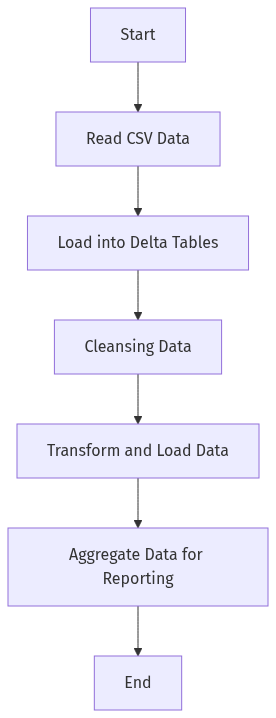 Start
Read CSV Data
Load into Delta Tables
Cleansing Data
Transform and Load Data
Aggregate Data for
Reporting
End